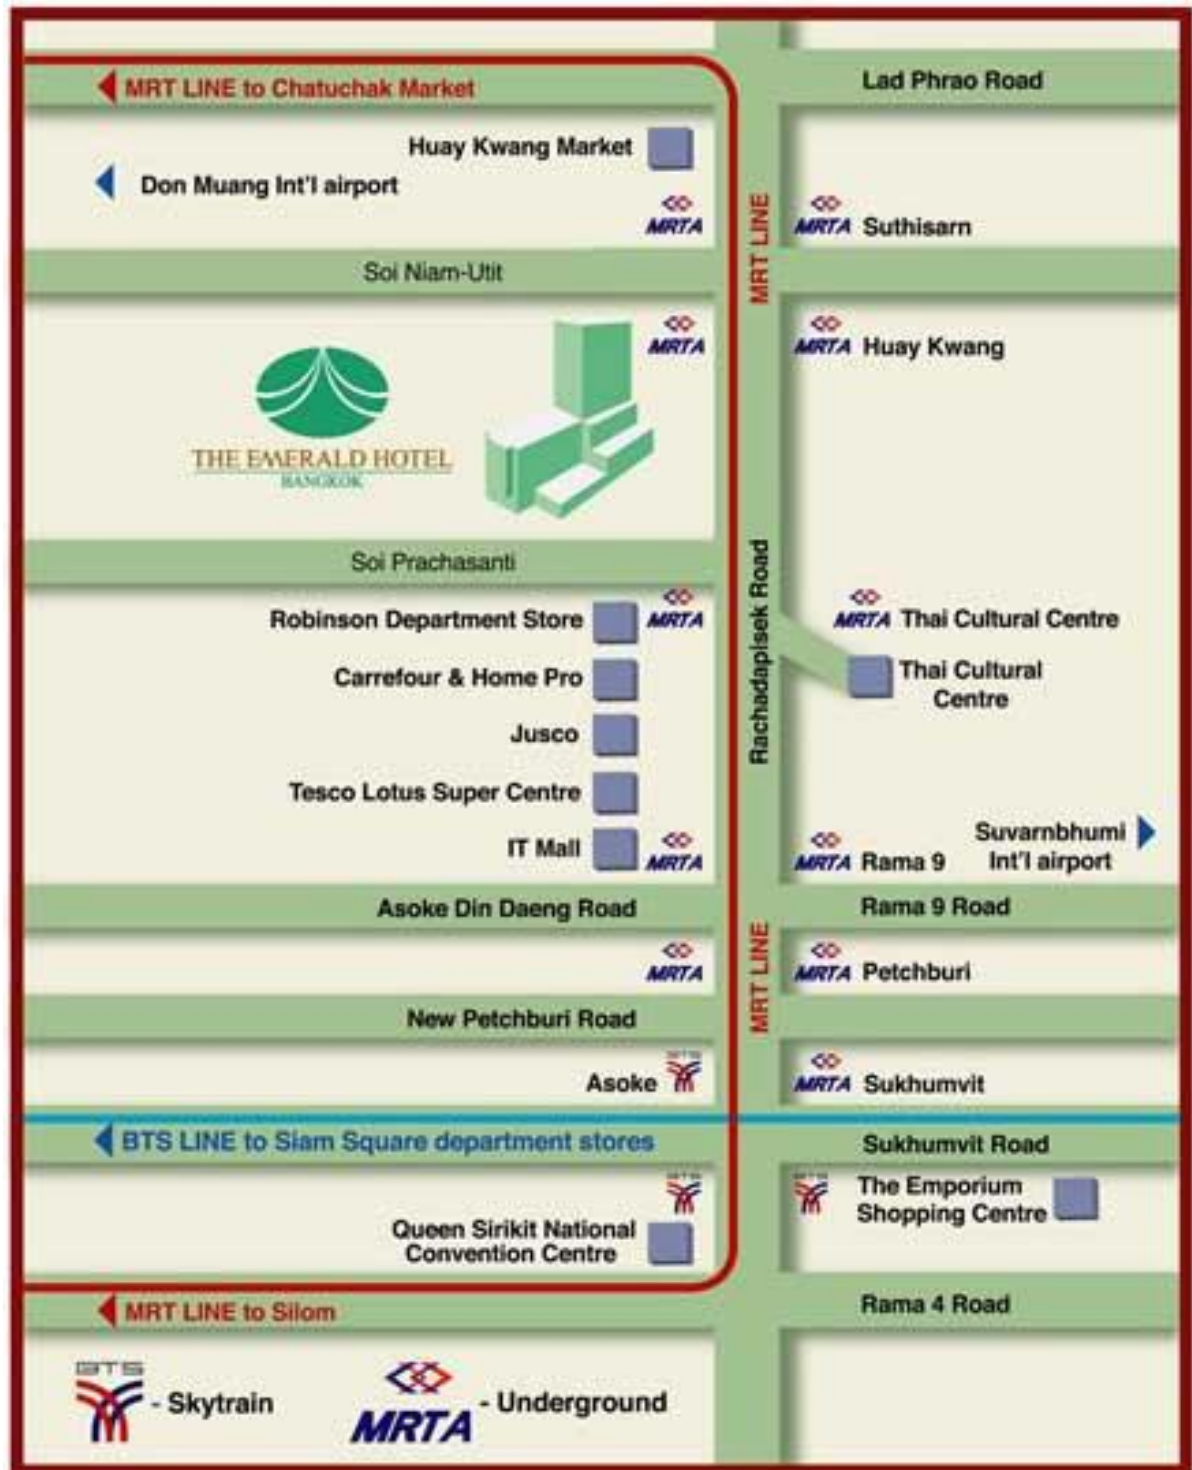 MRT LINE to Chatuchak Market
Lad Phrao Road
Huay Kwang Market
Don Muang Int'l airport
MRTA
MRTA Suthisarn
MRT LINE
Soi Niam-Utit
MRTA
MRTA Huay Kwang
THE EMERALD HOTEL
BANGKOK
Soi Prachasanti
Rachadapisek Road
Robinson Department Store
MRTA
MRTA Thai Cultural Centre
Carrefour & Home Pro
Thai Cultural
Centre
Jusco
Tesco Lotus Super Centre
Suvarnbhumi
Int'l airport
IT Mall
MRTA
MRTA Rama 9
Asoke Din Daeng Road
Rama 9 Road
MRT LINE
MRTA
MRTA Petchburi
New Petchburi Road
Asoke
BTS
MRTA Sukhumvit
BTS LINE to Siam Square department stores
Sukhumvit Road
BTS
BTS
The Emporium
Shopping Centre
Queen Sirikit National
Convention Centre
MRT LINE to Silom
Rama 4 Road
BTS
- Skytrain
MRTA
- Underground